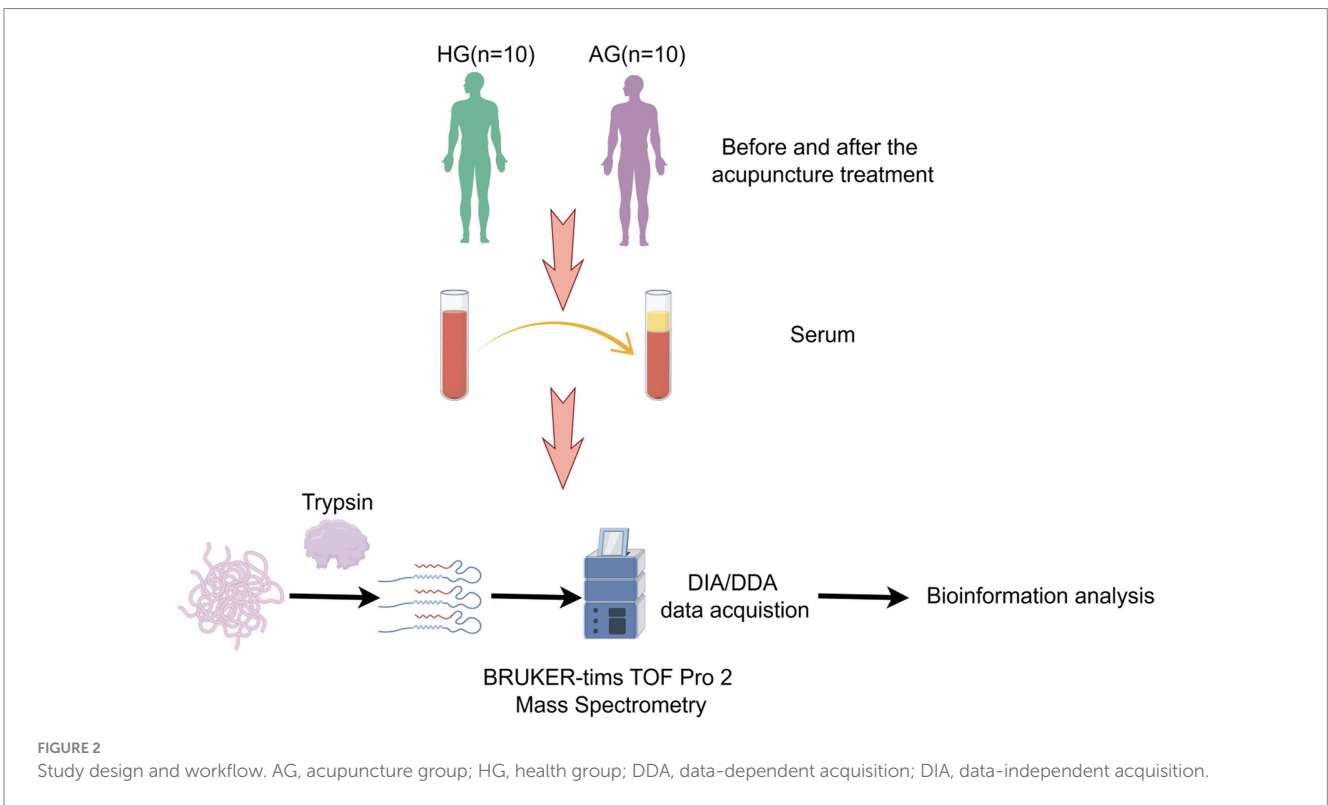 HG(n=10)
AG(n=10)
Before and after the
acupuncture treatment
Serum
Trypsin
DIA/DDA
data acquistion
Bioinformation analysis
BRUKER-tims TOF Pro 2
Mass Spectrometry
FIGURE 2
Study design and workflow. AG, acupuncture group; HG, health group; DDA, data-dependent acquisition; DIA, data-independent acquisition.